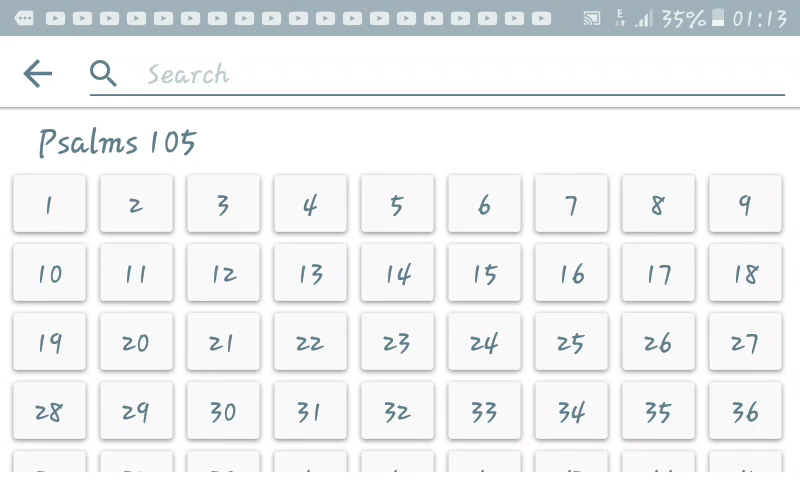 E 35% 01:13
Search
Psalms 105
1 2 3 4 5 6 7 8 9
10 11 12 13 14 15 16 17 18
19 20 21 22 23 24 25 26 27
28 29 30 31 32 33 34 35 36